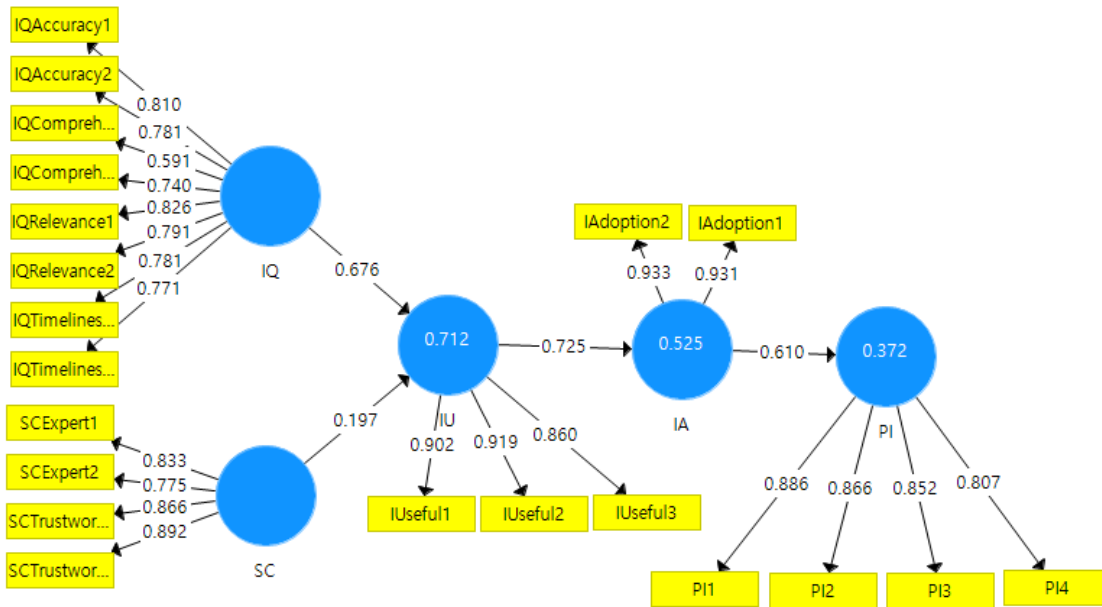 IQAccuracy1
IQAccuracy2
IQCompreh...
IQCompreh...
IQRelevance1
IQRelevance2
IQTimelines...
IQTimelines...
0.810
0.781
0.591
0.740
0.826
0.791
0.781
0.771
IQ
0.676
SCExpert1
SCExpert2
SCTrustwor...
SCTrustwor...
0.833
0.775
0.866
0.892
SC
0.197
0.712
IU
0.902
0.919
0.860
IUseful1
IUseful2
IUseful3
0.725
IAdoption2
IAdoption1
0.933
0.931
0.525
IA
0.610
0.372
PI
0.886
0.866
0.852
0.807
PI1
PI2
PI3
PI4